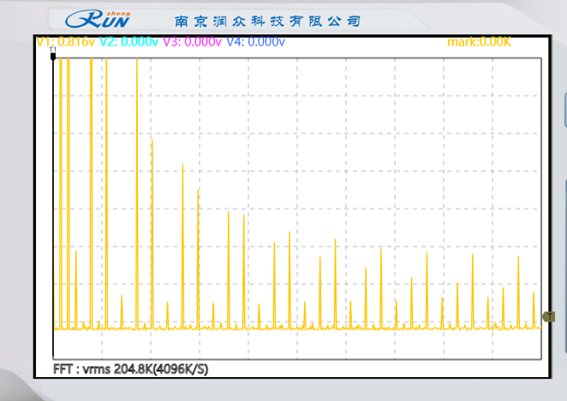 zhong
RUN
南京润众科技有限公司
V1: 0.816v V2: 0.000v V3: 0.000v V4: 0.000v
mark:0.00K
FFT : vrms 204.8K(4096K/S)